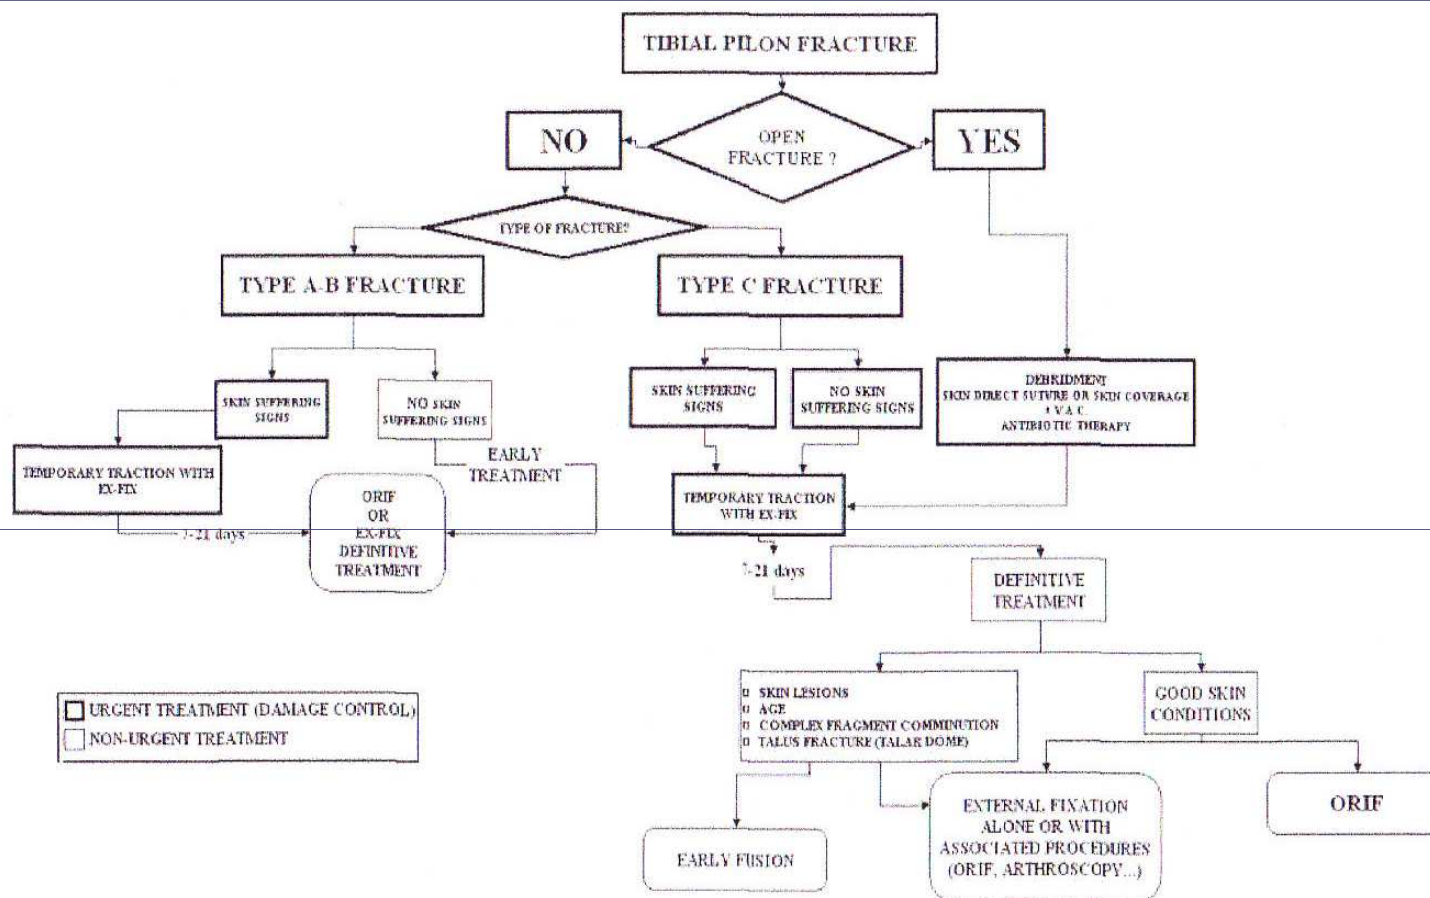 TIBIAL PILON FRACTURE
NO
OPEN
FRACTURE ?
YES
TYPE OF FRACTURE?
TYPE A-B FRACTURE
TYPE C FRACTURE
SKIN SUFFERING
SIGNS
NO SKIN
SUFFERING SIGNS
SKIN SUFFERING
SIGNS
NO SKIN
SUFFERING SIGNS
DEBRIDMENT
SKIN DIRECT SUTURE OR SKIN COVERAGE
V A C
ANTIBIOTIC THERAPY
TEMPORARY TRACTION WITH
EX-FIX
EARLY
TREATMENT
ORIF
OR
EX-FIX
DEFINITIVE
TREATMENT
TEMPORARY TRACTION
WITH EX-FIX
7-21 days
7-21 days
DEFINITIVE
TREATMENT
SKIN LESIONS
AGE
COMPLEX FRAGMENT COMMINUTION
TALUS FRACTURE (TALAR DOME)
GOOD SKIN
CONDITIONS
URGENT TREATMENT (DAMAGE CONTROL)
NON-URGENT TREATMENT
EARLY FUSION
EXTERNAL FIXATION
ALONE OR WITH
ASSOCIATED PROCEDURES
(ORIF, ARTHROSCOPY...)
ORIF